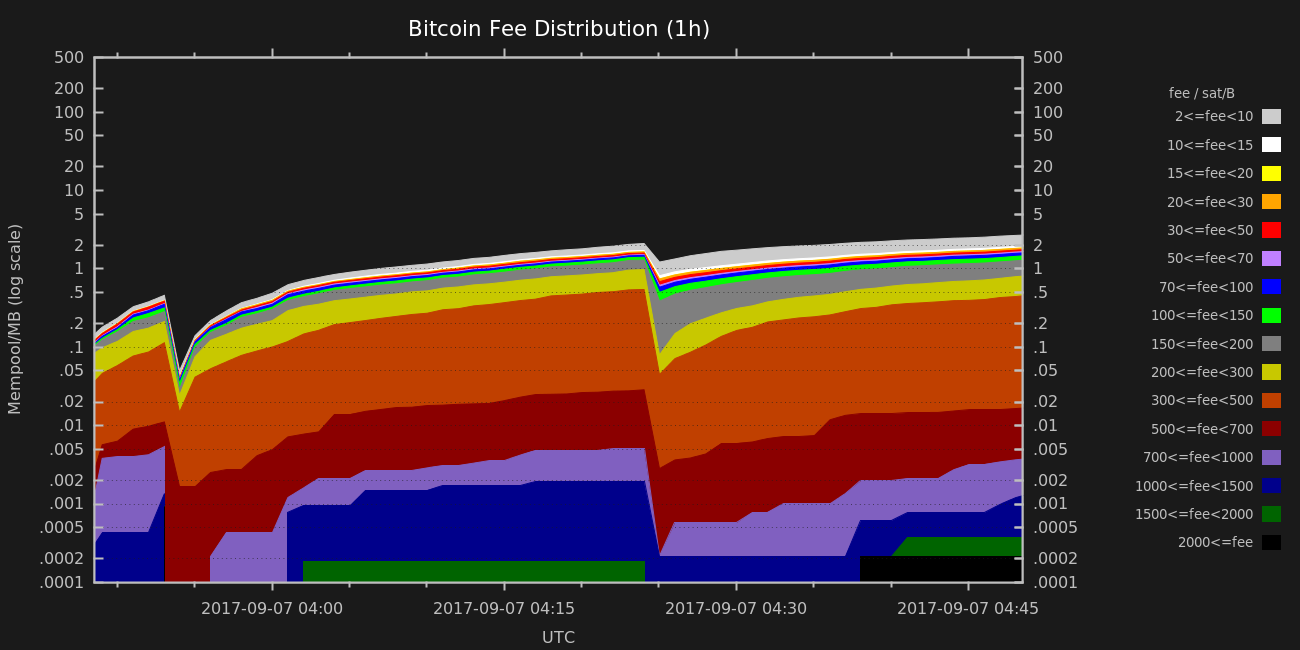 Bitcoin Fee Distribution (1h)
Mempool/MB (log scale)
500
200
100
50
20
10
5
2
1
.5
.2
.1
.05
.02
.01
.005
.002
.001
.0005
.0002
.0001
500
200
100
50
20
10
5
2
1
.5
.2
.1
.05
.02
.01
.005
.002
.001
.0005
.0002
.0001
2017-09-07 04:00 2017-09-07 04:15 2017-09-07 04:30 2017-09-07 04:45
UTC
fee / sat/B
2<=fee<10
10<=fee<15
15<=fee<20
20<=fee<30
30<=fee<50
50<=fee<70
70<=fee<100
100<=fee<150
150<=fee<200
200<=fee<300
300<=fee<500
500<=fee<700
700<=fee<1000
1000<=fee<1500
1500<=fee<2000
2000<=fee